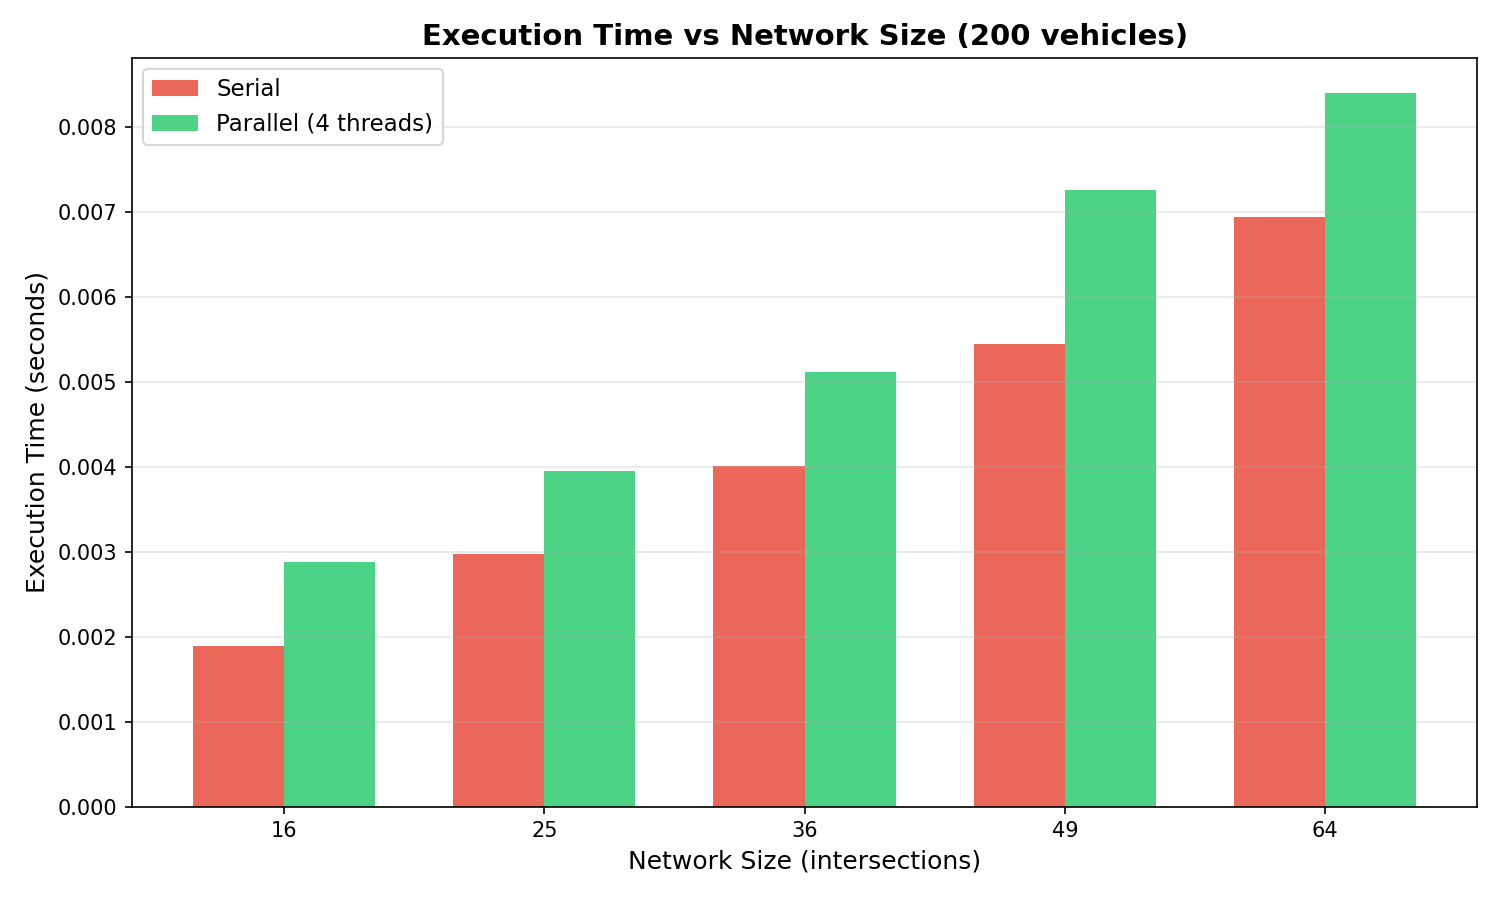 Execution Time vs Network Size (200 vehicles)
Serial
Parallel (4 threads)
Execution Time (seconds)
0.008
0.007
0.006
0.005
0.004
0.003
0.002
0.001
0.000
16 25 36 49 64
Network Size (intersections)